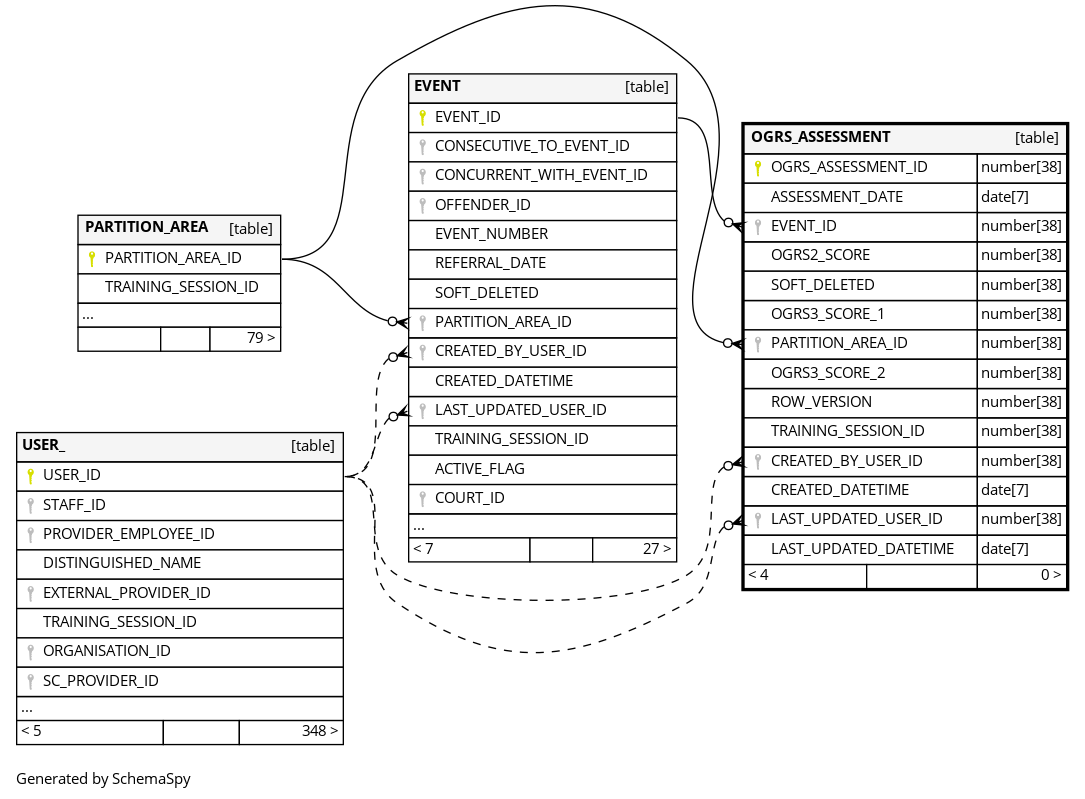 PARTITION_AREA [table]
PARTITION_AREA_ID
TRAINING_SESSION_ID
...
79 >
USER_ [table]
USER_ID
STAFF_ID
PROVIDER_EMPLOYEE_ID
DISTINGUISHED_NAME
EXTERNAL_PROVIDER_ID
TRAINING_SESSION_ID
ORGANISATION_ID
SC_PROVIDER_ID
...
< 5 348 >
EVENT [table]
EVENT_ID
CONSECUTIVE_TO_EVENT_ID
CONCURRENT_WITH_EVENT_ID
OFFENDER_ID
EVENT_NUMBER
REFERRAL_DATE
SOFT_DELETED
PARTITION_AREA_ID
CREATED_BY_USER_ID
CREATED_DATETIME
LAST_UPDATED_USER_ID
TRAINING_SESSION_ID
ACTIVE_FLAG
COURT_ID
...
< 7 27 >
OGRS_ASSESSMENT [table]
OGRS_ASSESSMENT_ID number[38]
ASSESSMENT_DATE date[7]
EVENT_ID number[38]
OGRS2_SCORE number[38]
SOFT_DELETED number[38]
OGRS3_SCORE_1 number[38]
PARTITION_AREA_ID number[38]
OGRS3_SCORE_2 number[38]
ROW_VERSION number[38]
TRAINING_SESSION_ID number[38]
CREATED_BY_USER_ID number[38]
CREATED_DATETIME date[7]
LAST_UPDATED_USER_ID number[38]
LAST_UPDATED_DATETIME date[7]
< 4 0 >
Generated by SchemaSpy